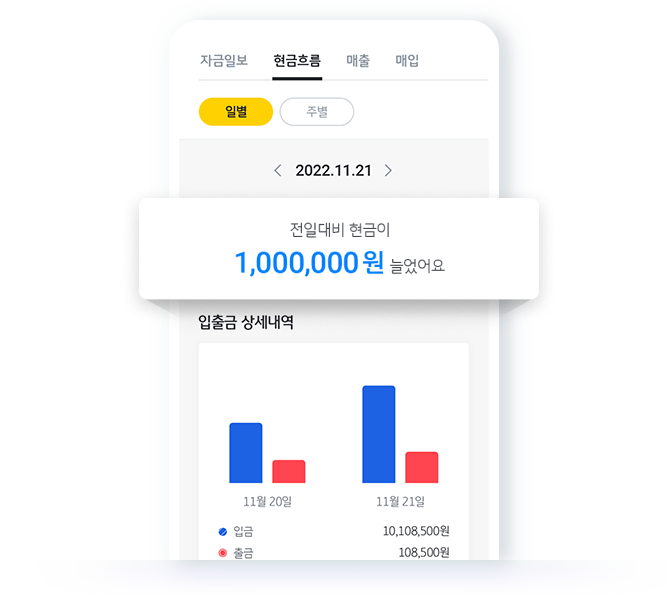 자금일보 현금흐름 매출 매입
일별 주별
2022.11.21
전일대비 현금이
1,000,000원 늘었어요
입출금 상세내역
11월 20일 11월 21일
입금 10,108,500원
출금 108,500원